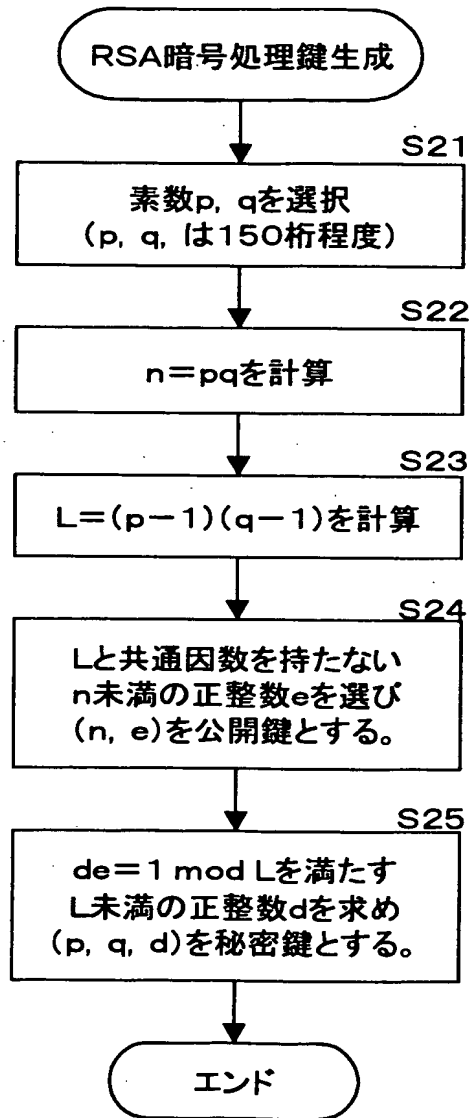 RSA暗号処理鍵生成
S21
素数p, qを選択
(p, q, は150桁程度)
S22
n=pqを計算
S23
L=(p-1)(q-1)を計算
S24
Lと共通因数を持たない
n未満の正整数eを選び
(n, e)を公開鍵とする。
S25
de=1 mod Lを満たす
L未満の正整数dを求め
(p, q, d)を秘密鍵とする。
エンド